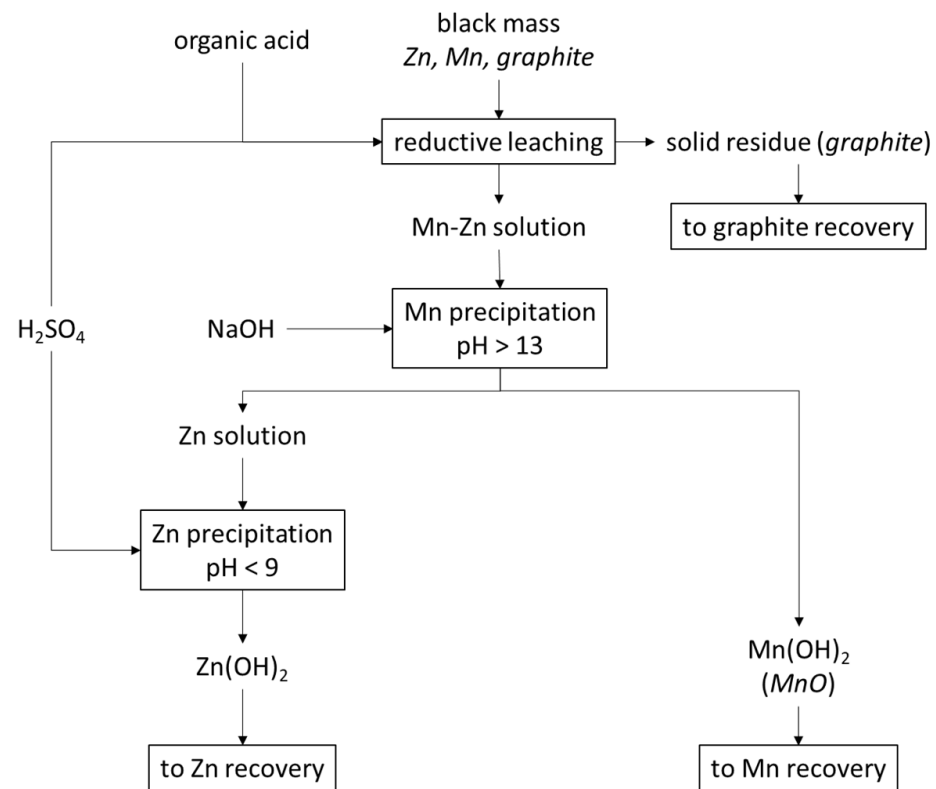 organic acid
black mass
Zn, Mn, graphite
reductive leaching
solid residue (graphite)
to graphite recovery
Mn-Zn solution
H₂SO₄
NaOH
Mn precipitation
pH > 13
Zn solution
Zn precipitation
pH < 9
Zn(OH)₂
Mn(OH)₂
(MnO)
to Zn recovery
to Mn recovery